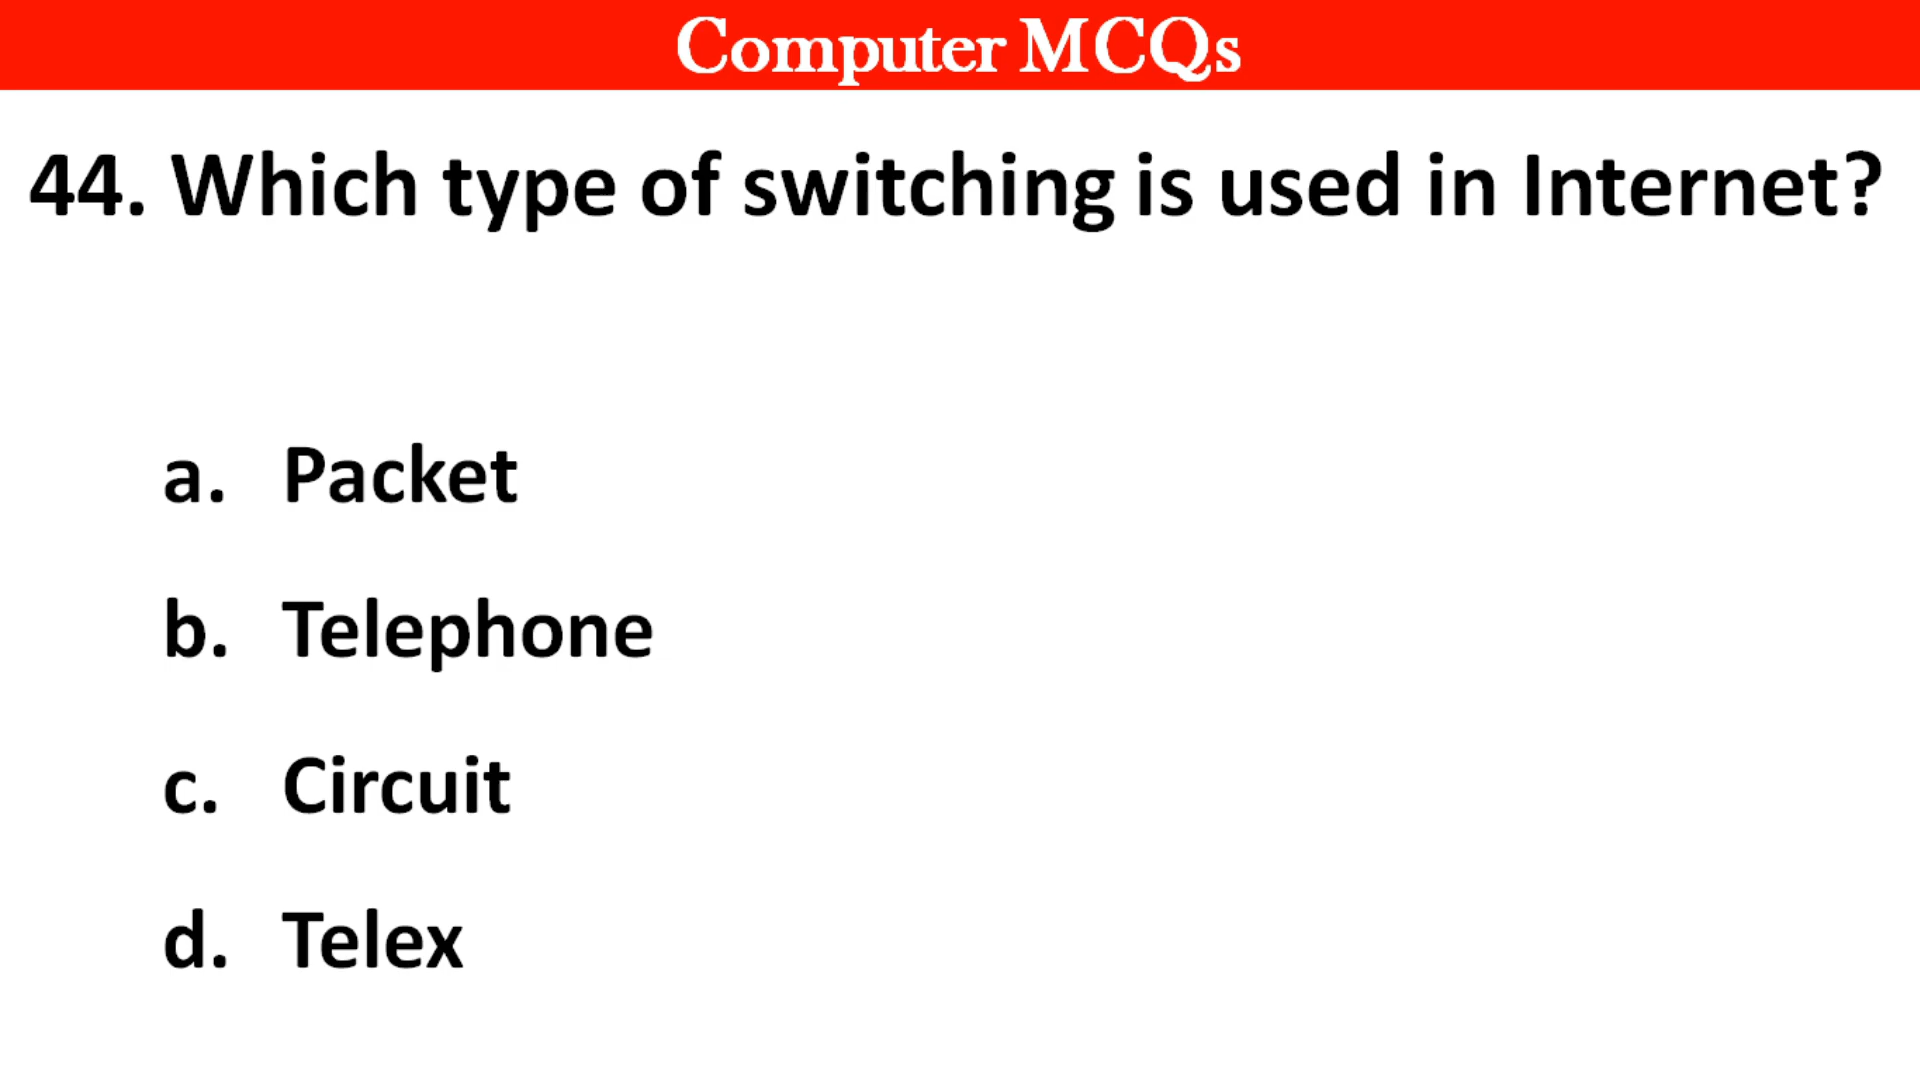 Computer MCQs
44. Which type of switching is used in Internet?
a. Packet
b. Telephone
c. Circuit
d. Telex